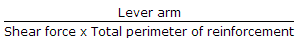 Lever arm
Shear force x Total perimeter of reinforcement